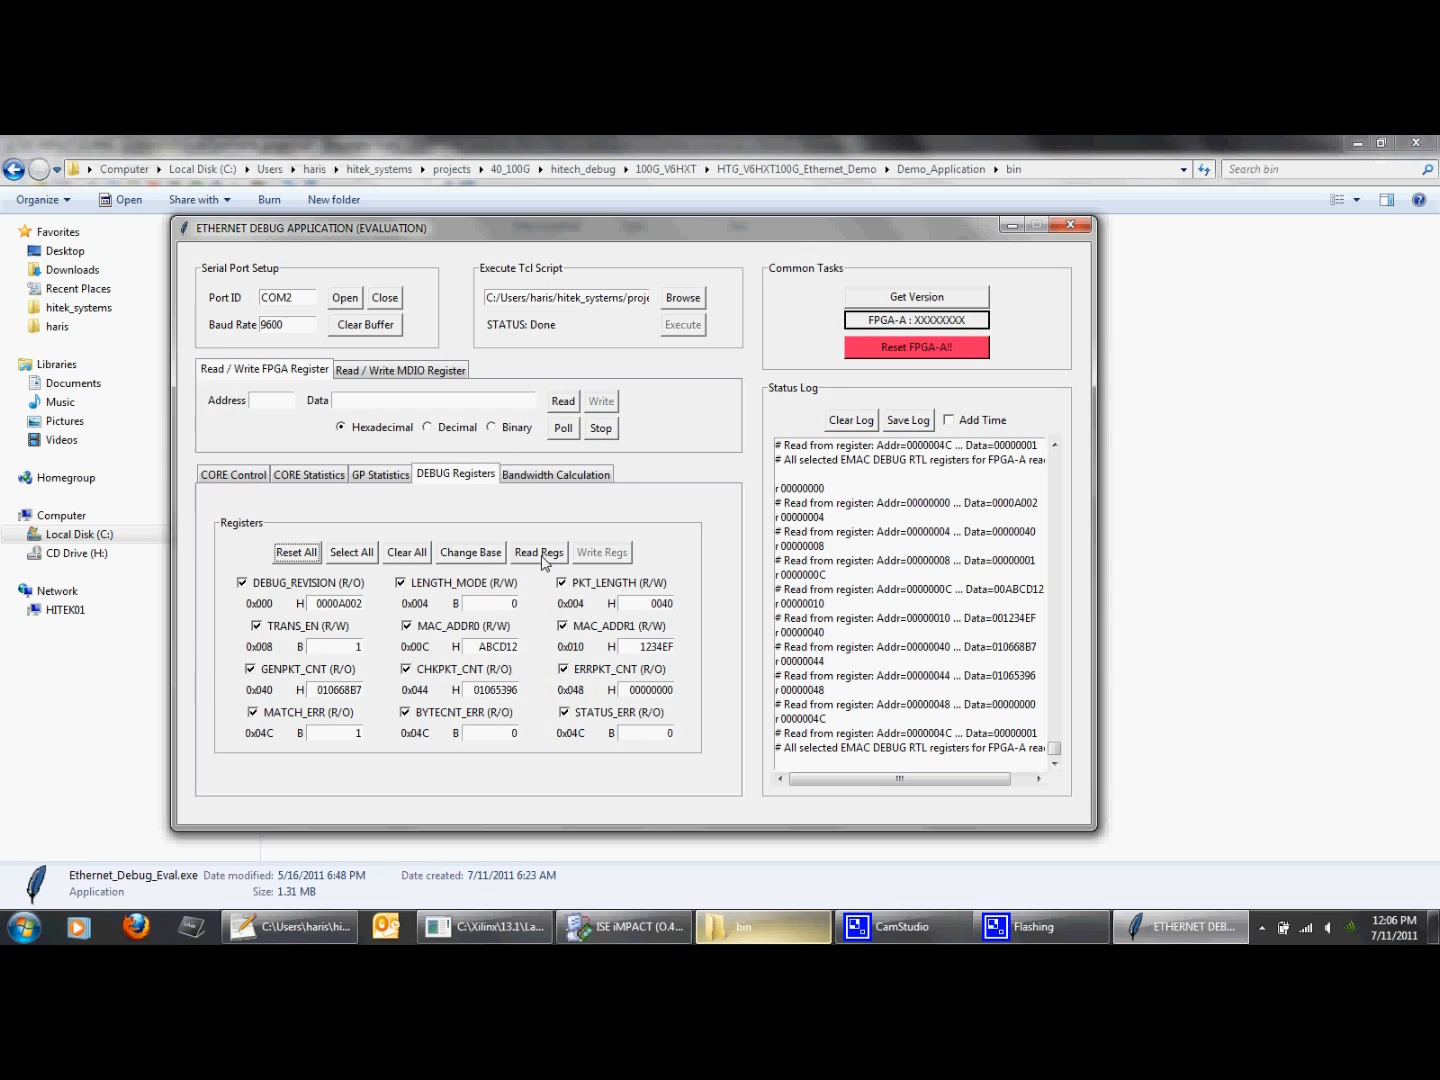 Computer Local Disk (C:) Users haris hitek_systems projects 40_100G hitech_debug 100G_V6HXT HTG_V6HXT100G_Ethernet_Demo Demo_Application bin Search bin
Organize Open Share with Burn New folder
Favorites
Desktop
Downloads
Recent Places
hitek_systems
haris
Libraries
Documents
Music
Pictures
Videos
Homegroup
Computer
Local Disk (C:)
CD Drive (H:)
Network
HITEK01
ETHERNET DEBUG APPLICATION (EVALUATION)
Serial Port Setup
Port ID COM2 Open Close
Baud Rate 9600 Clear Buffer
Execute Tcl Script
C:/Users/haris/hitek_systems/proje Browse
STATUS: Done Execute
Common Tasks
Get Version
FPGA-A : XXXXXXXX
Reset FPGA-A!!
Read / Write FPGA Register Read / Write MDIO Register
Address Data Read Write
Hexadecimal Decimal Binary Poll Stop
CORE Control CORE Statistics GP Statistics DEBUG Registers Bandwidth Calculation
Registers
Reset All Select All Clear All Change Base Read Regs Write Regs
DEBUG_REVISION (R/O) LENGTH_MODE (R/W) PKT_LENGTH (R/W)
0x000 H 0000A002 0x004 B 0 0x004 H 0040
TRANS_EN (R/W) MAC_ADDR0 (R/W) MAC_ADDR1 (R/W)
0x008 B 1 0x00C H ABCD12 0x010 H 1234EF
GENPKT_CNT (R/O) CHKPKT_CNT (R/O) ERRPKT_CNT (R/O)
0x040 H 010668B7 0x044 H 01065396 0x048 H 00000000
MATCH_ERR (R/O) BYTECNT_ERR (R/O) STATUS_ERR (R/O)
0x04C B 1 0x04C B 0 0x04C B 0
Status Log
Clear Log Save Log Add Time
# Read from register: Addr=0000004C ... Data=00000001
# All selected EMAC DEBUG RTL registers for FPGA-A rea
r 00000000
# Read from register: Addr=00000000 ... Data=0000A002
r 00000004
# Read from register: Addr=00000004 ... Data=00000040
r 00000008
# Read from register: Addr=00000008 ... Data=00000001
r 0000000C
# Read from register: Addr=0000000C ... Data=00ABCD12
r 00000010
# Read from register: Addr=00000010 ... Data=001234EF
r 00000040
# Read from register: Addr=00000040 ... Data=010668B7
r 00000044
# Read from register: Addr=00000044 ... Data=01065396
r 00000048
# Read from register: Addr=00000048 ... Data=00000000
r 0000004C
# Read from register: Addr=0000004C ... Data=00000001
# All selected EMAC DEBUG RTL registers for FPGA-A rea
Ethernet_Debug_Eval.exe Date modified: 5/16/2011 6:48 PM Date created: 7/11/2011 6:23 AM
Application Size: 1.31 MB
C:\Users\haris\hi... C:\Xilinx\13.1\La... ISE iMPACT (O.4... bin CamStudio Flashing ETHERNET DEB... 12:06 PM
7/11/2011